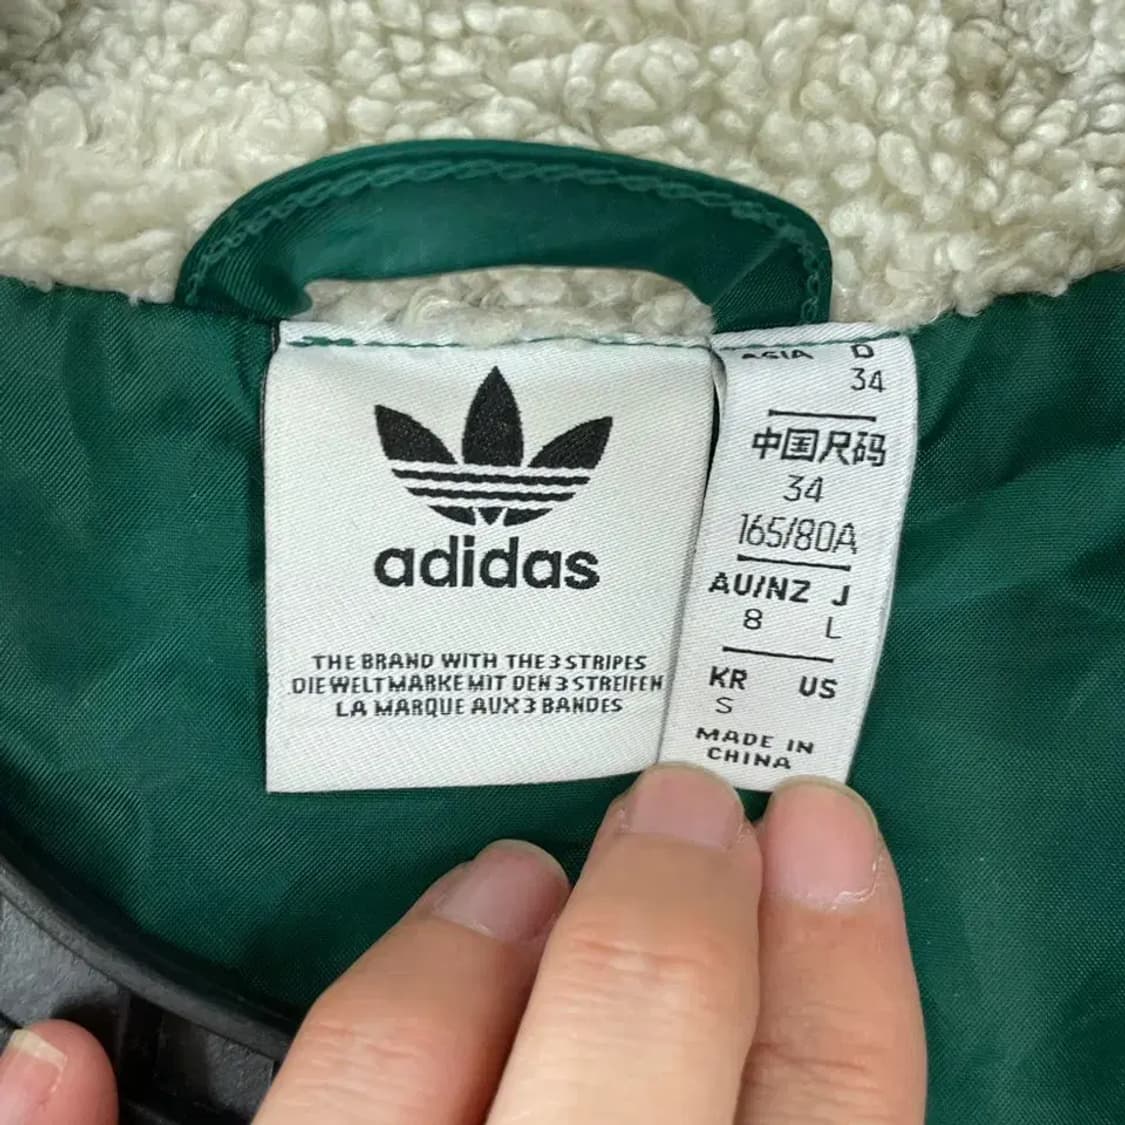 adidas
THE BRAND WITH THE 3 STRIPES
DIE WELTMARKE MIT DEN 3 STREIFEN
LA MARQUE AUX 3 BANDES
ASIA D
34
中国尺码
34
165/80A
AU/NZ J
8 L
KR US
S
MADE IN
CHINA